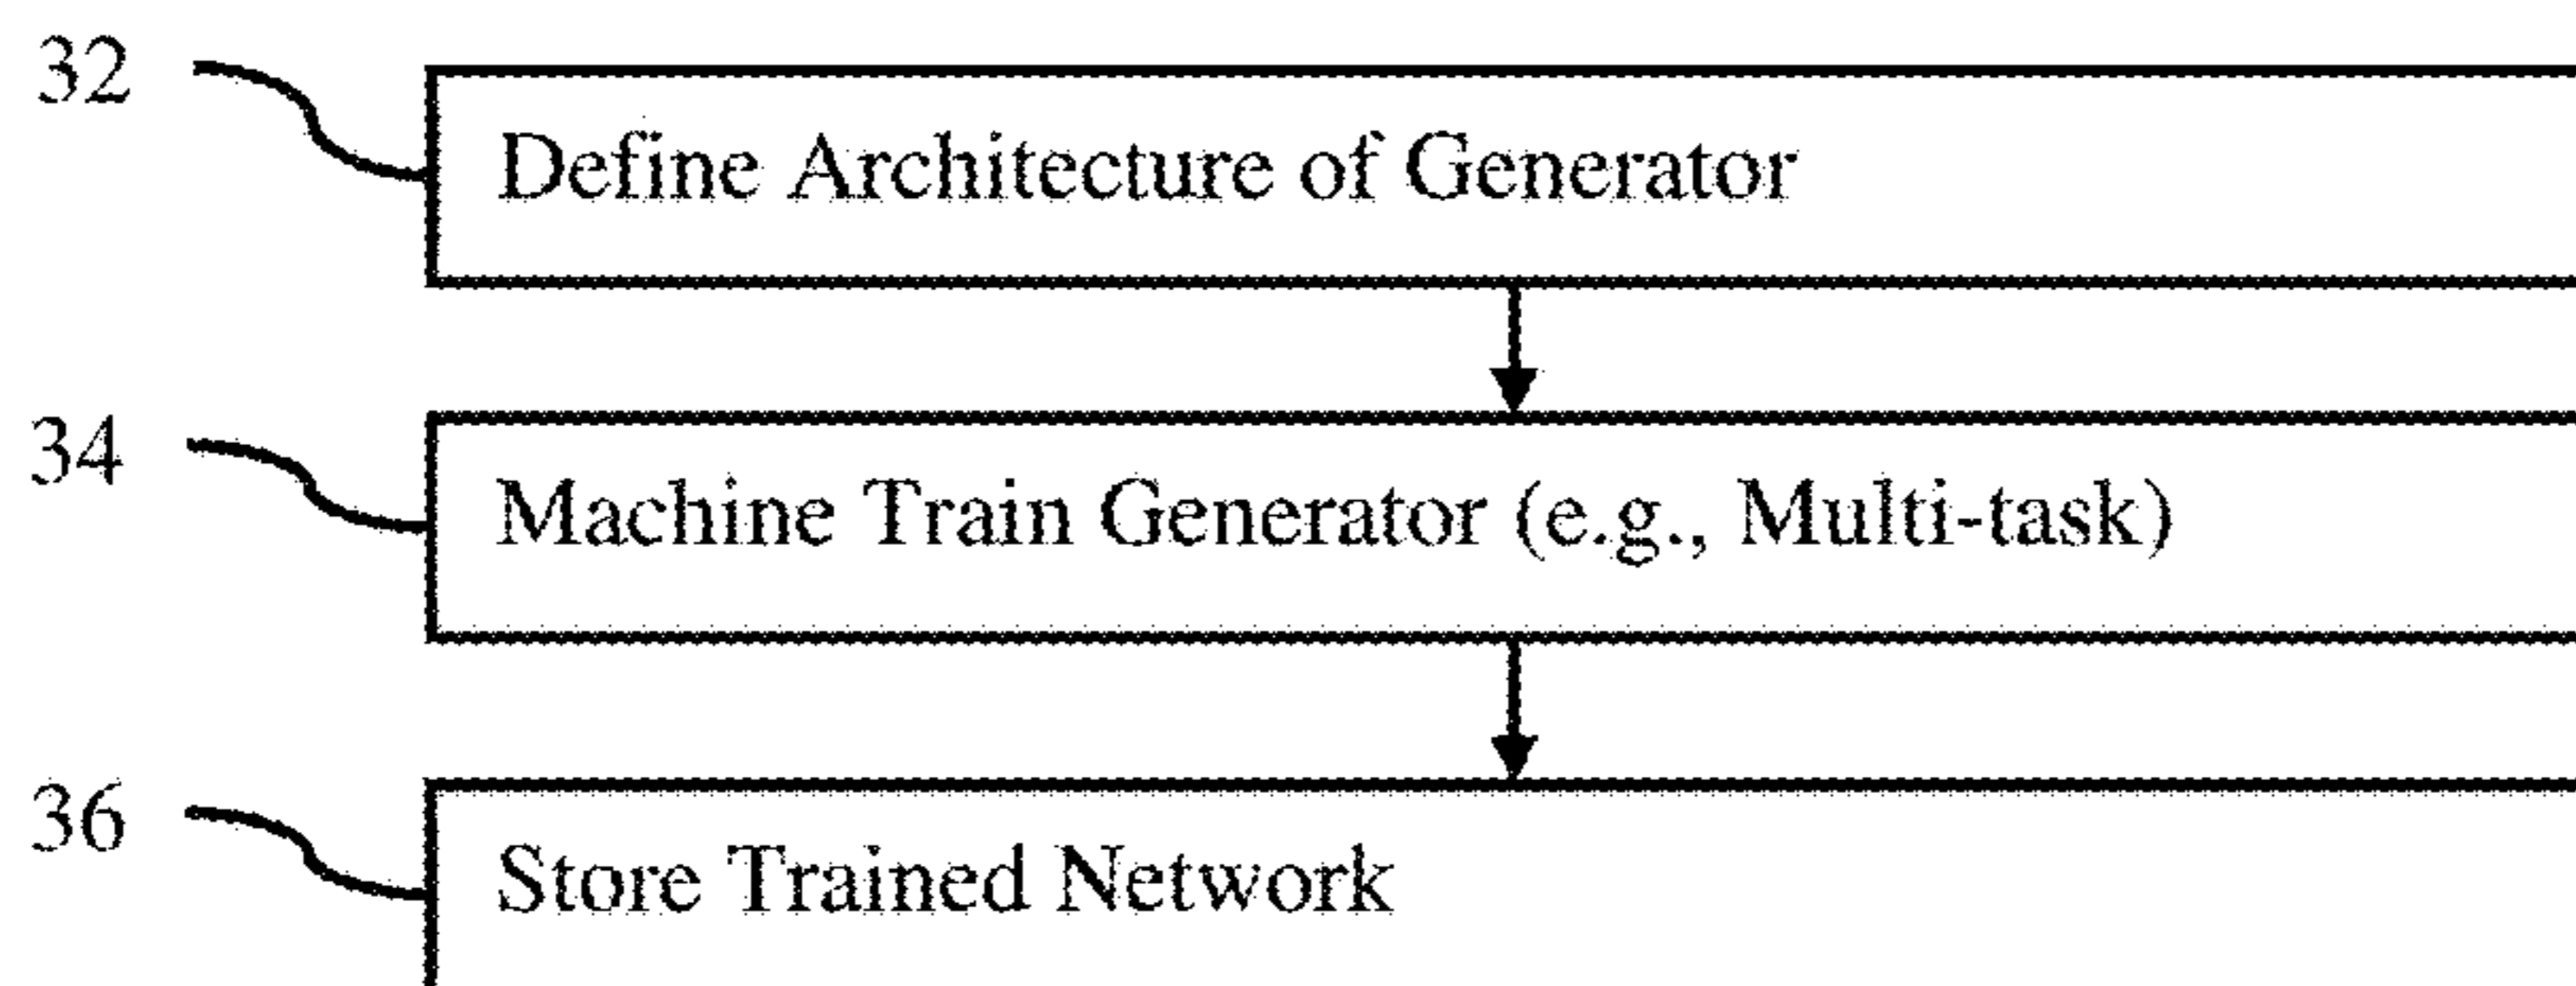 32
Define Architecture of Generator
34
Machine Train Generator (e.g., Multi-task)
36
Store Trained Network